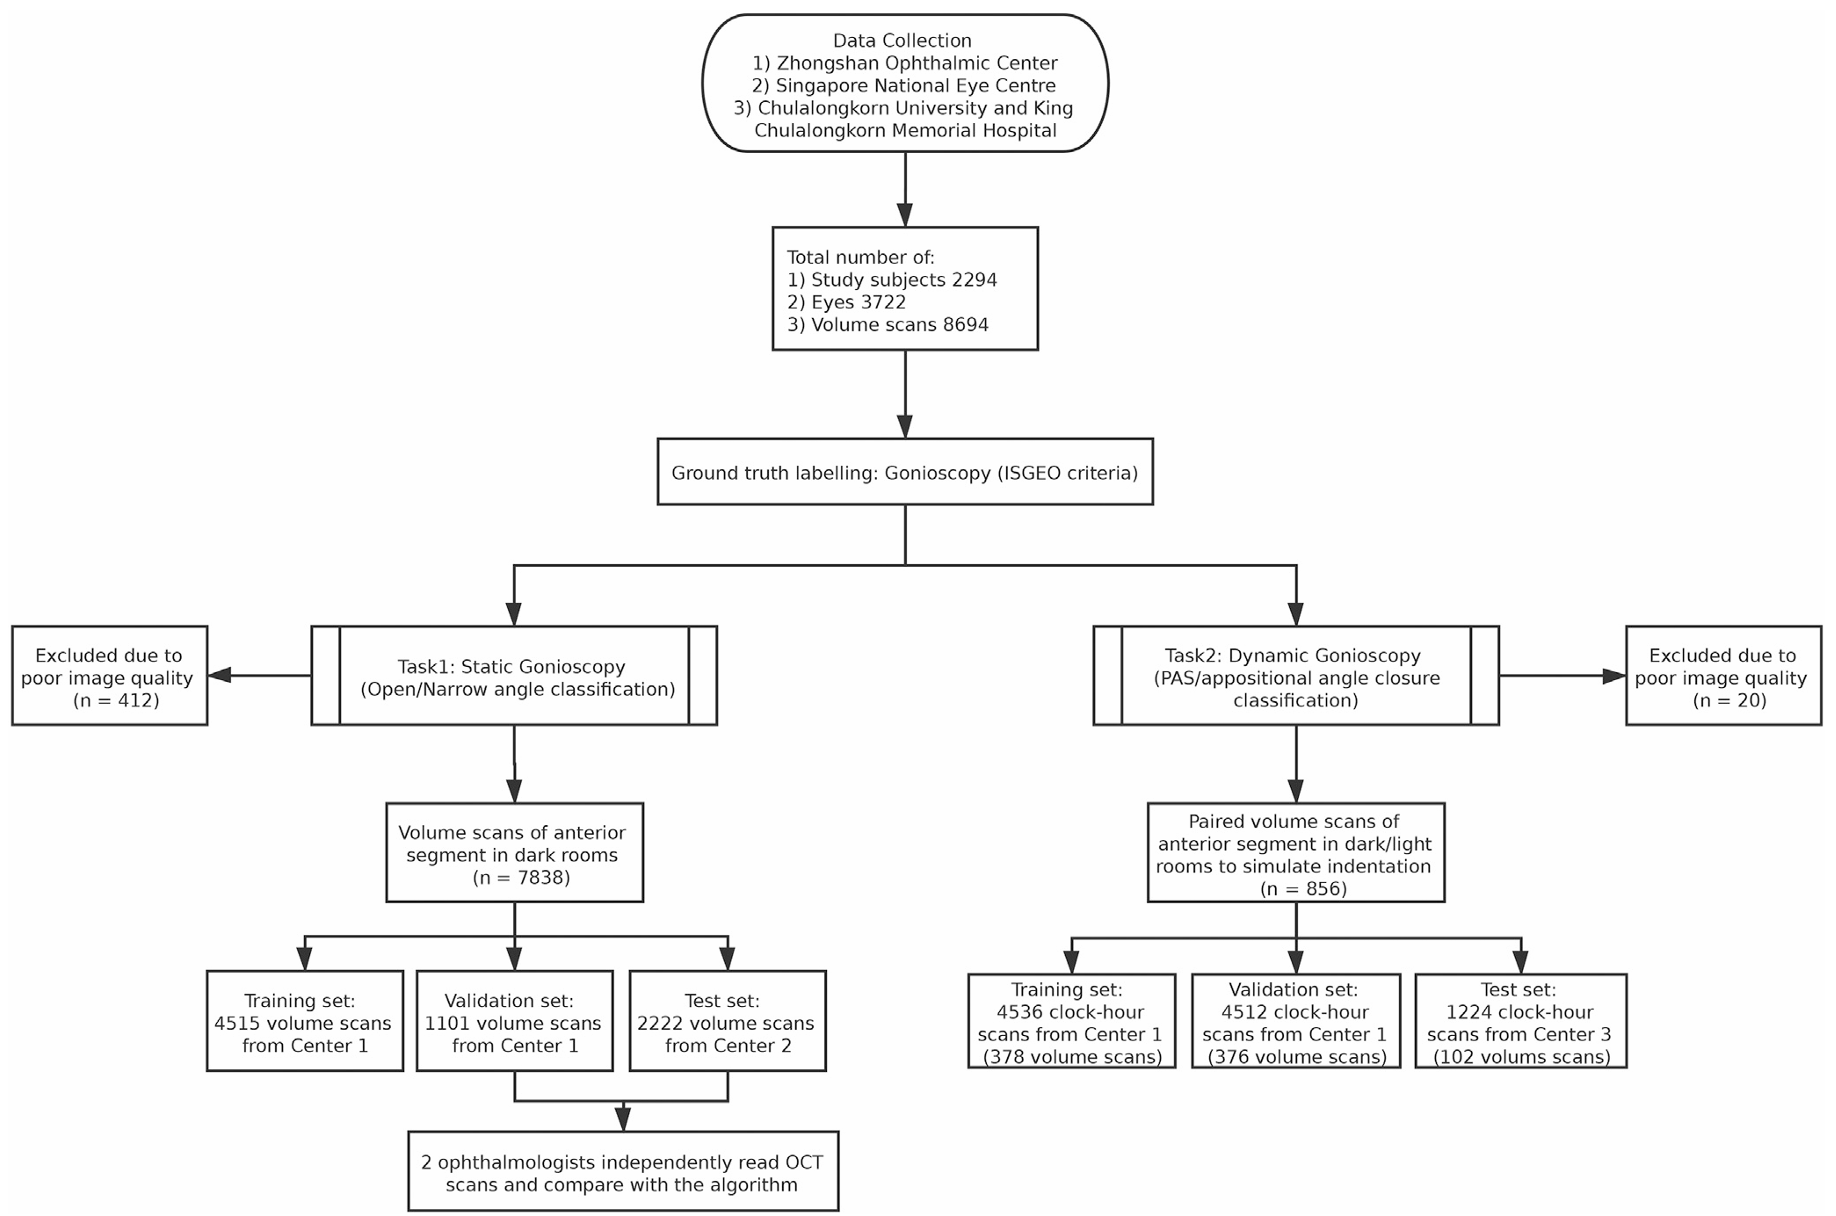 Data Collection
1) Zhongshan Ophthalmic Center
2) Singapore National Eye Centre
3) Chulalongkorn University and King
Chulalongkorn Memorial Hospital
Total number of:
1) Study subjects 2294
2) Eyes 3722
3) Volume scans 8694
Ground truth labelling: Gonioscopy (ISGEO criteria)
Excluded due to
poor image quality
(n = 412)
Task1: Static Gonioscopy
(Open/Narrow angle classification)
Task2: Dynamic Gonioscopy
(PAS/appositional angle closure
classification)
Excluded due to
poor image quality
(n = 20)
Volume scans of anterior
segment in dark rooms
(n = 7838)
Paired volume scans of
anterior segment in dark/light
rooms to simulate indentation
(n = 856)
Training set:
4515 volume scans
from Center 1
Validation set:
1101 volume scans
from Center 1
Test set:
2222 volume scans
from Center 2
Training set:
4536 clock-hour
scans from Center 1
(378 volume scans)
Validation set:
4512 clock-hour
scans from Center 1
(376 volume scans)
Test set:
1224 clock-hour
scans from Center 3
(102 volums scans)
2 ophthalmologists independently read OCT
scans and compare with the algorithm